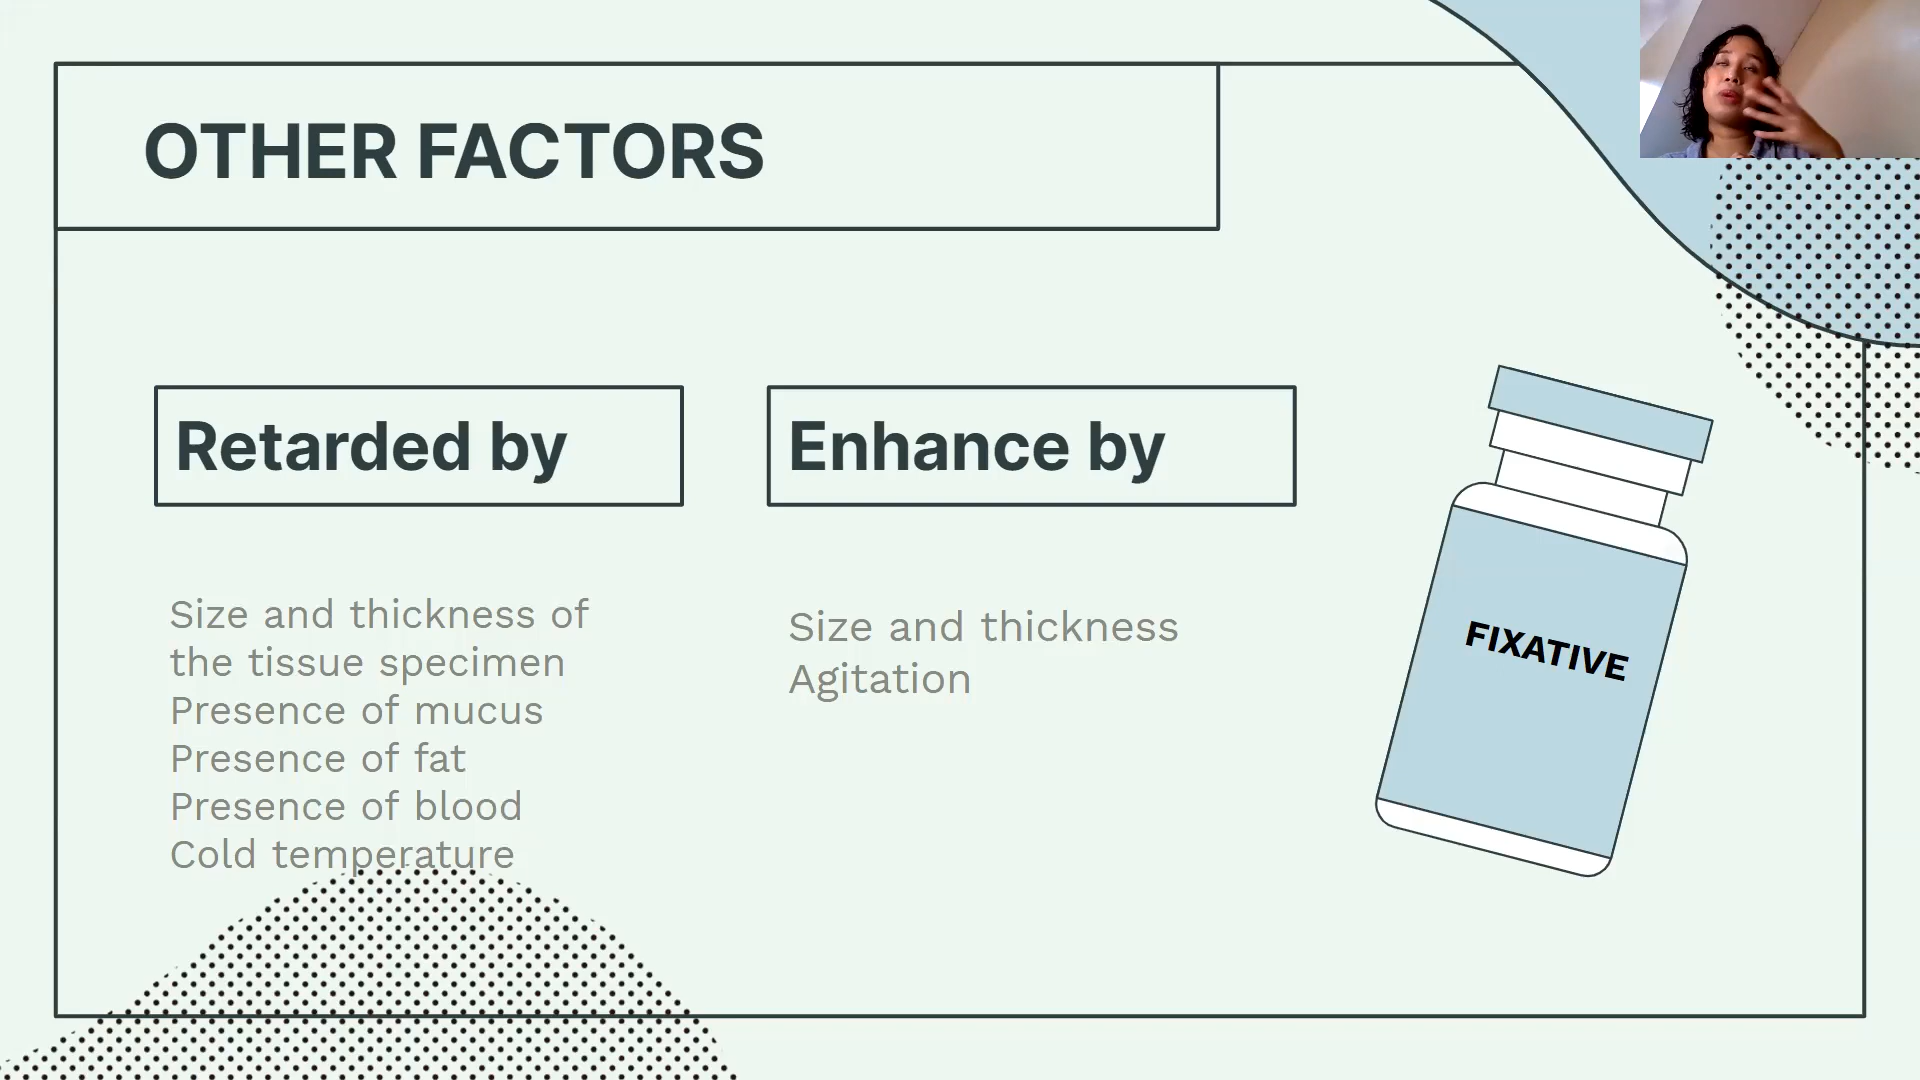 OTHER FACTORS
Retarded by
Enhance by
Size and thickness of
the tissue specimen
Presence of mucus
Presence of fat
Presence of blood
Cold temperature
Size and thickness
Agitation
FIXATIVE